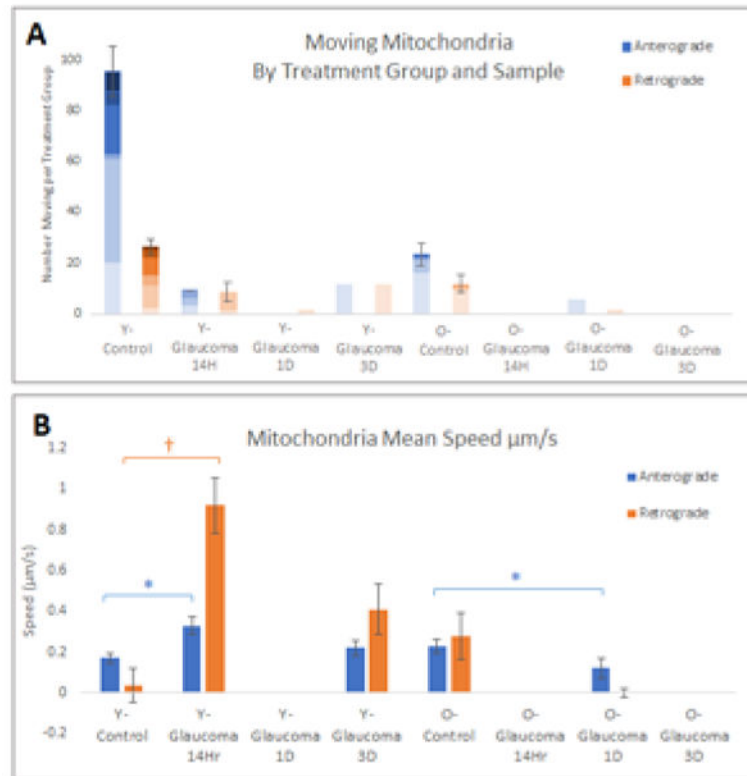 A
Moving Mitochondria
By Treatment Group and Sample
Anterograde
Retrograde
Number Moving per Treatment Group
100
80
60
40
20
0
Y-
Control
Y-
Glaucoma
14H
Y-
Glaucoma
1D
Y-
Glaucoma
3D
O-
Control
O-
Glaucoma
14H
O-
Glaucoma
1D
O-
Glaucoma
3D
B
Mitochondria Mean Speed µm/s
Anterograde
Retrograde
Speed (µm/s)
1.2
1
0.8
0.6
0.4
0.2
0
-0.2
†
*
*
Y-
Control
Y-
Glaucoma
14Hr
Y-
Glaucoma
1D
Y-
Glaucoma
3D
O-
Control
O-
Glaucoma
14Hr
O-
Glaucoma
1D
O-
Glaucoma
3D